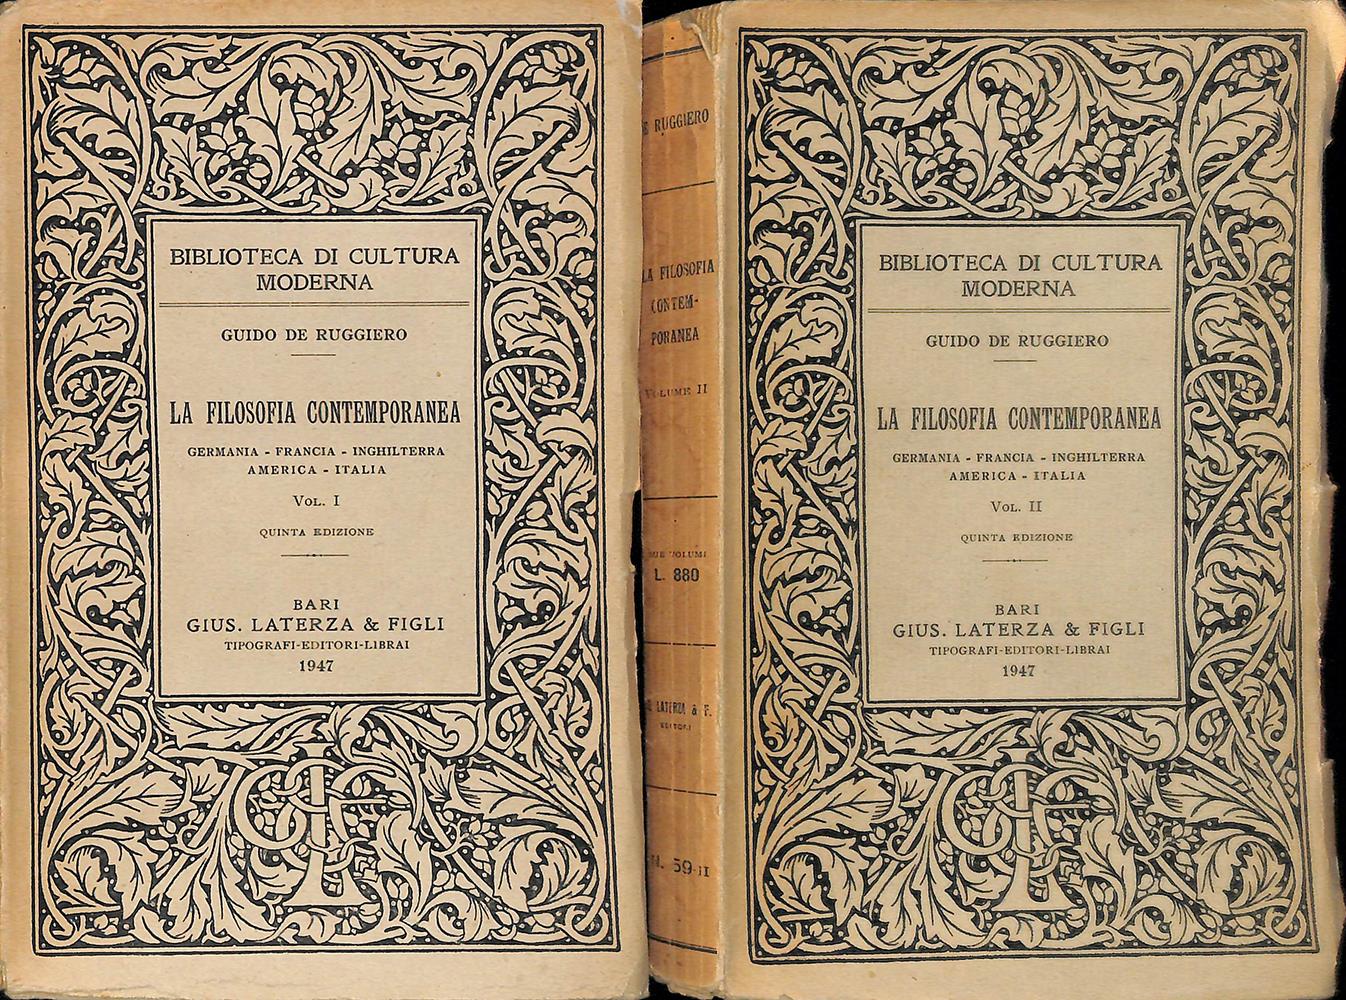 BIBLIOTECA DI CULTURA
MODERNA
GUIDO DE RUGGIERO
LA FILOSOFIA CONTEMPORANEA
GERMANIA - FRANCIA - INGHILTERRA
AMERICA - ITALIA
VOL. I
QUINTA EDIZIONE
BARI
GIUS. LATERZA & FIGLI
TIPOGRAFI-EDITORI-LIBRAI
1947
RUGGIERO
LA FILOSOFIA
CONTEM-
PORANEA
VOLUME II
VOLUMI
L. 880
LATERZA & F.
EDITORI
N. 59-II
BIBLIOTECA DI CULTURA
MODERNA
GUIDO DE RUGGIERO
LA FILOSOFIA CONTEMPORANEA
GERMANIA - FRANCIA - INGHILTERRA
AMERICA - ITALIA
VOL. II
QUINTA EDIZIONE
BARI
GIUS. LATERZA & FIGLI
TIPOGRAFI-EDITORI-LIBRAI
1947